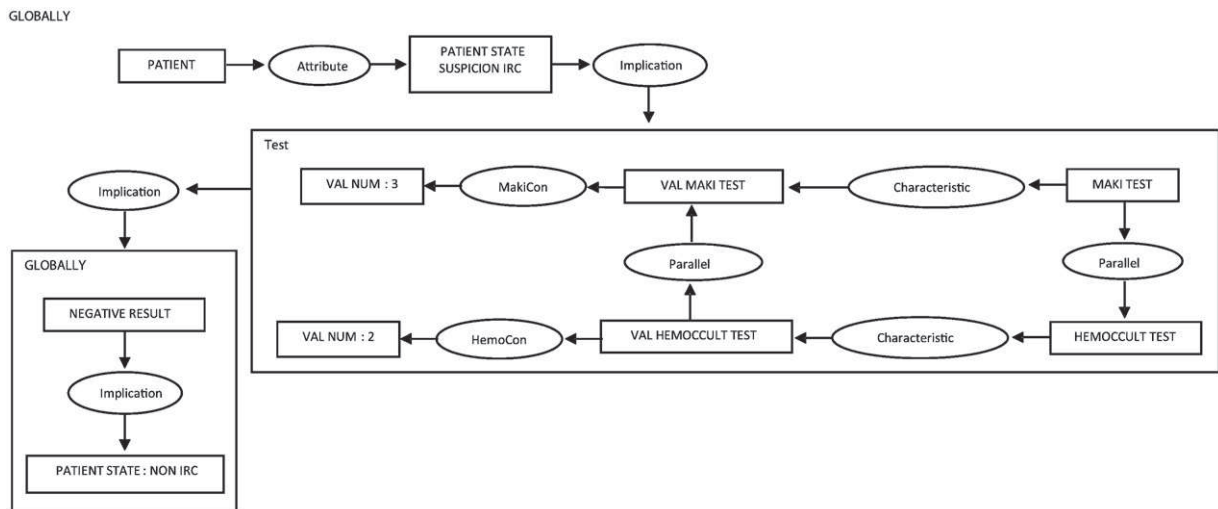 GLOBALLY
PATIENT
Attribute
PATIENT STATE
SUSPICION IRC
Implication
Test
Implication
VAL NUM : 3
MakiCon
VAL MAKI TEST
Characteristic
MAKI TEST
Parallel
Parallel
VAL NUM : 2
HemoCon
VAL HEMOCCULT TEST
Characteristic
HEMOCCULT TEST
GLOBALLY
NEGATIVE RESULT
Implication
PATIENT STATE : NON IRC